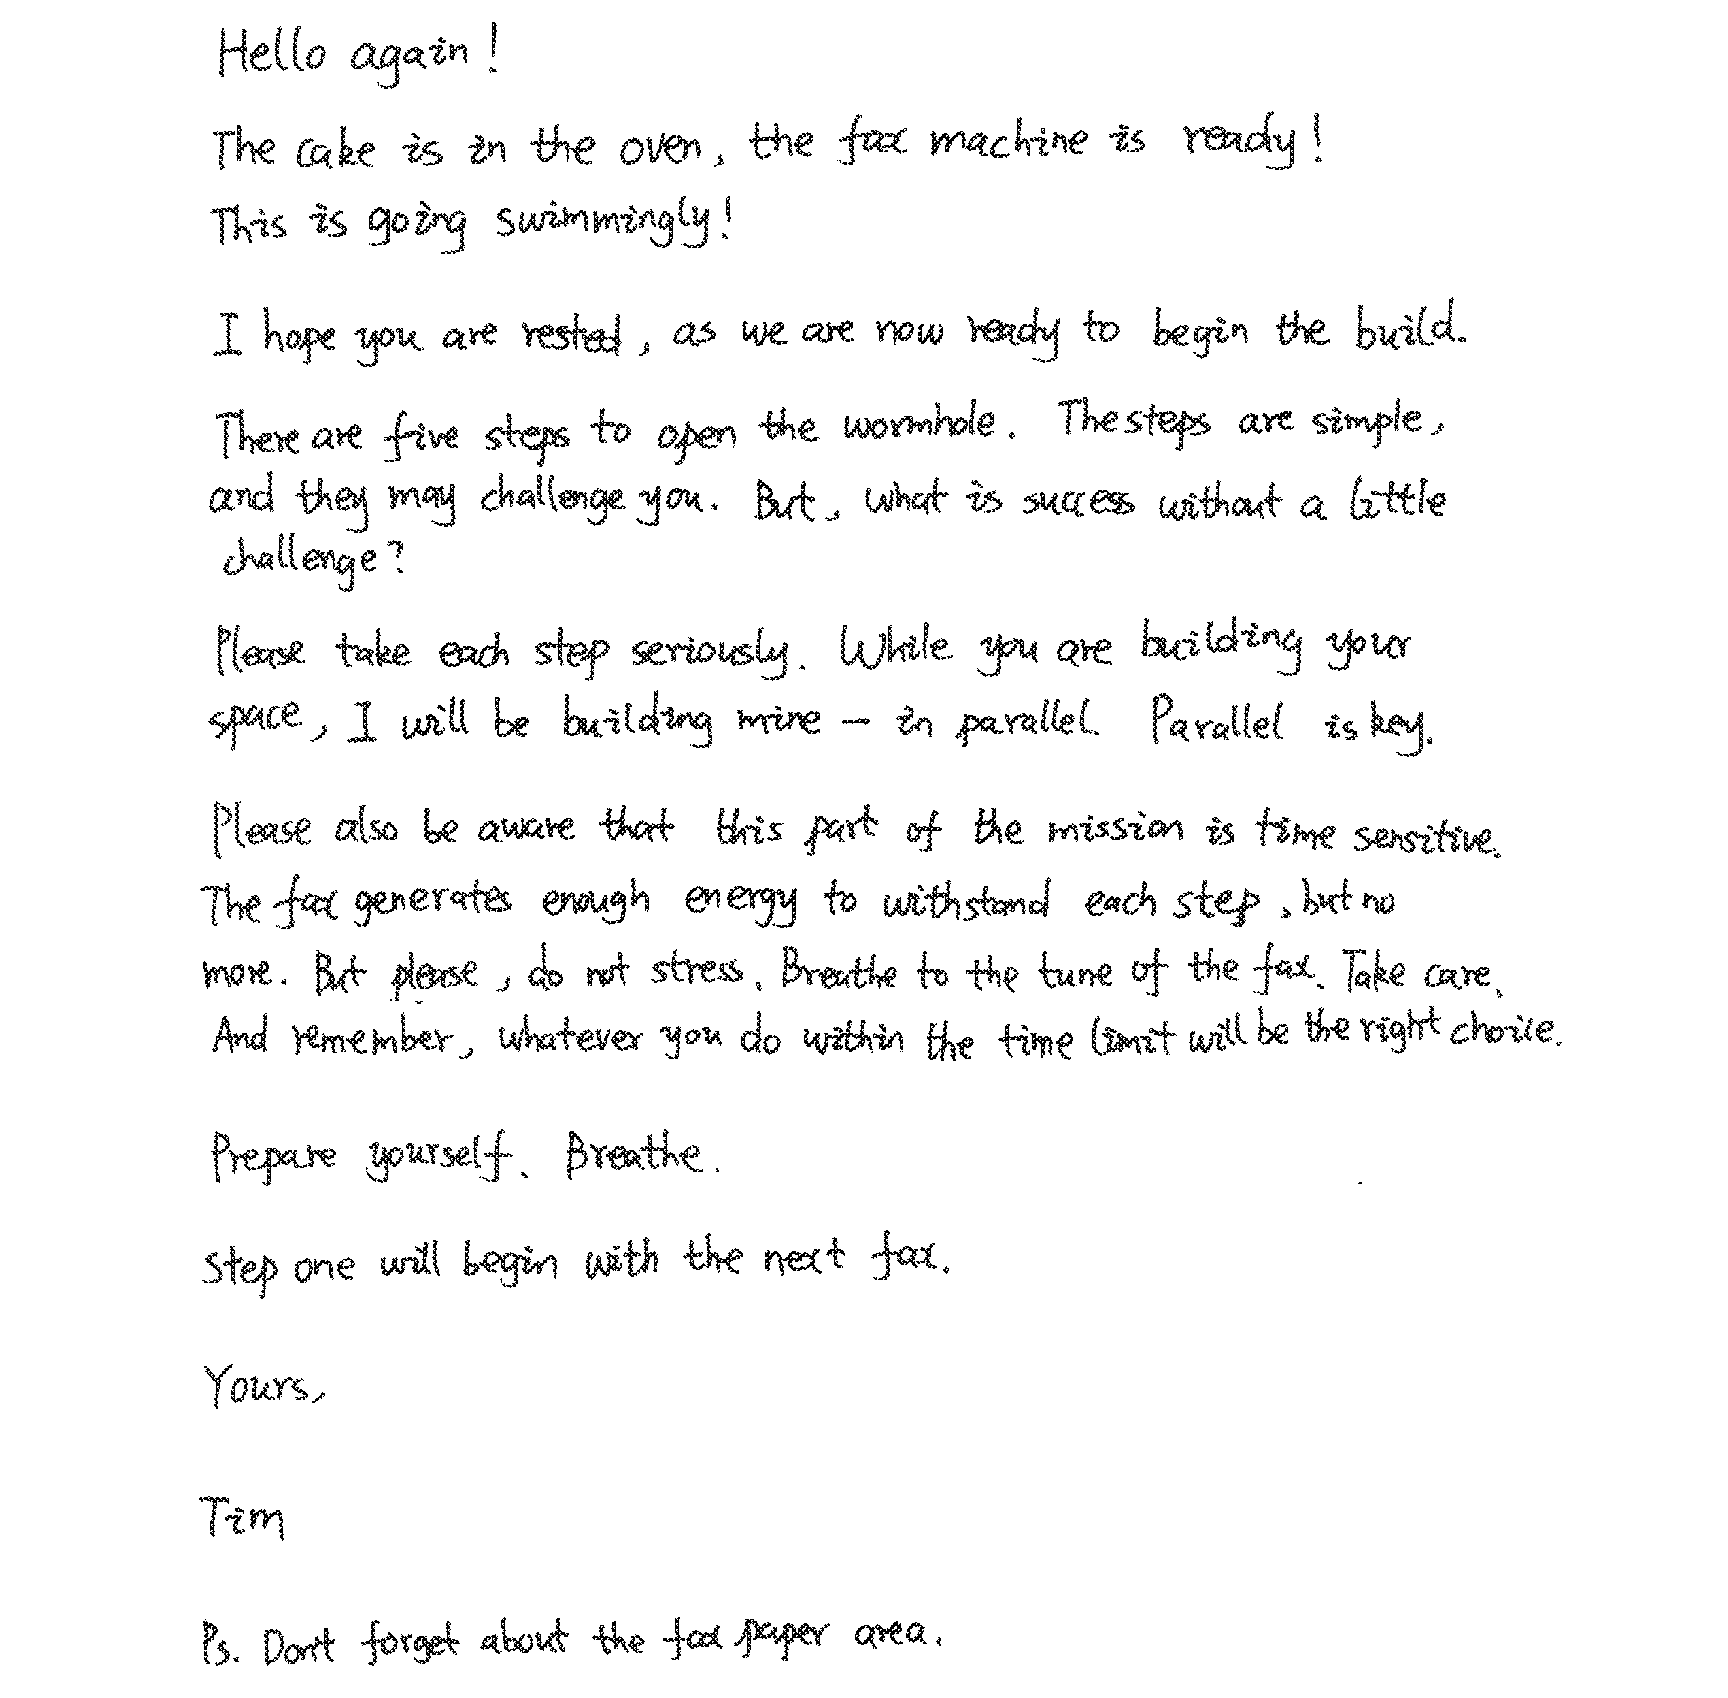 Hello again!
The cake is in the oven, the fax machine is ready!
This is going swimmingly!
I hope you are rested, as we are now ready to begin the build.
There are five steps to open the wormhole. The steps are simple,
and they may challenge you. But, what is success without a little
challenge?
Please take each step seriously. While you are building your
space, I will be building mine – in parallel. Parallel is key.
Please also be aware that this part of the mission is time sensitive.
The fax generates enough energy to withstand each step, but no
more. But please, do not stress. Breathe to the tune of the fax. Take care.
And remember, whatever you do within the time limit will be the right choice.
Prepare yourself. Breathe.
Step one will begin with the next fax.
Yours,
Tim
Ps. Don't forget about the fax paper area.